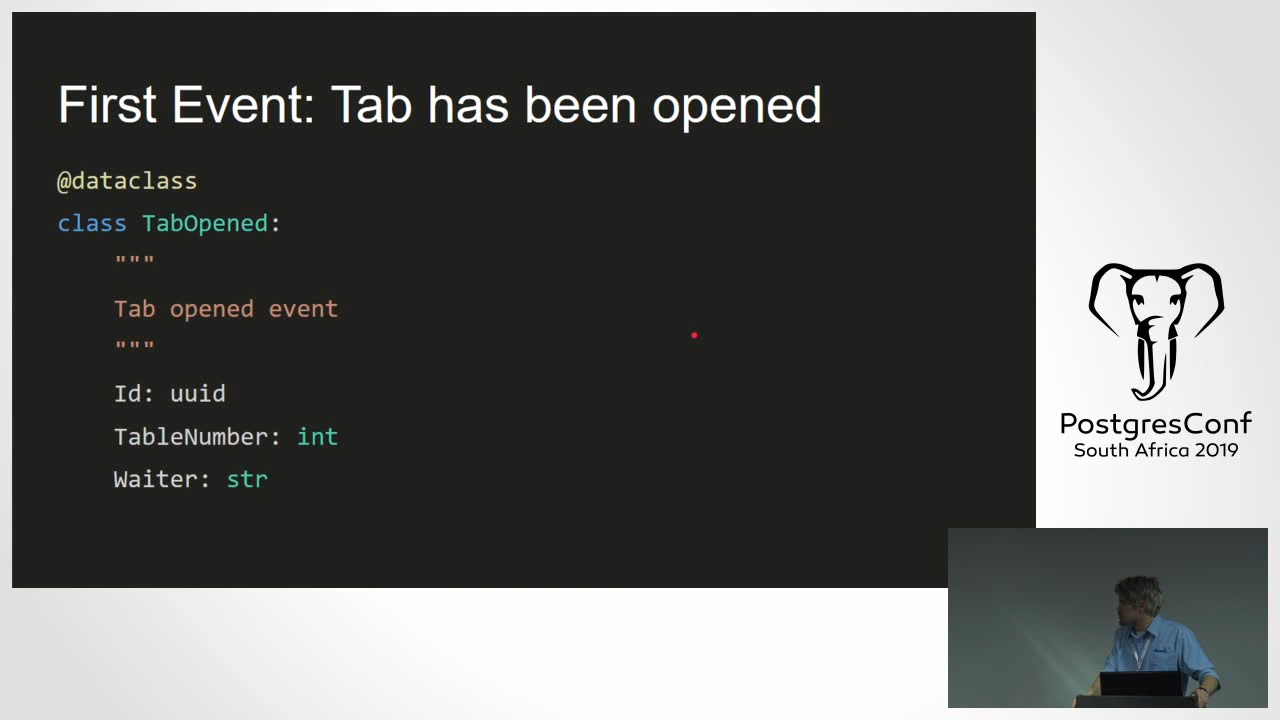 First Event: Tab has been opened
@dataclass
class TabOpened:
"""
Tab opened event
"""
Id: uuid
TableNumber: int
Waiter: str
PostgresConf
South Africa 2019